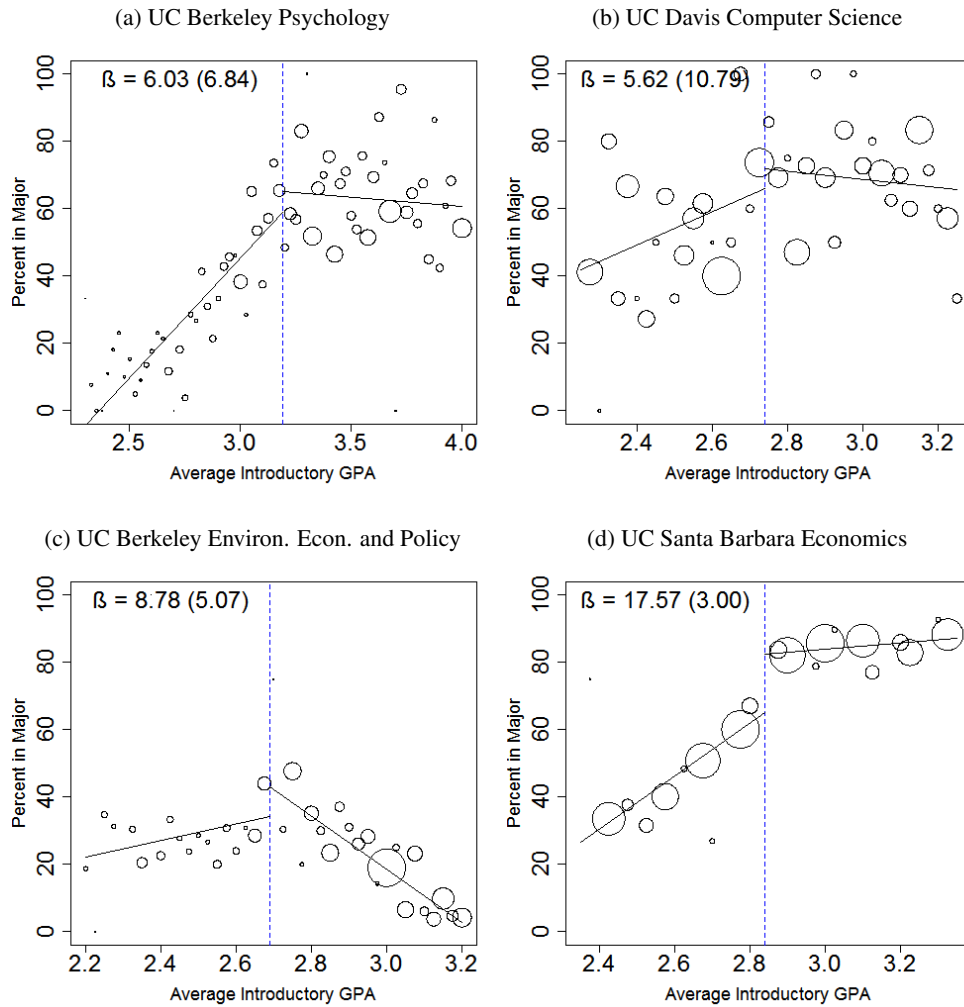 (a) UC Berkeley Psychology
ß = 6.03 (6.84)
Percent in Major
0
20
40
60
80
100
2.5
3.0
3.5
4.0
Average Introductory GPA
(b) UC Davis Computer Science
ß = 5.62 (10.79)
Percent in Major
0
20
40
60
80
100
2.4
2.6
2.8
3.0
3.2
Average Introductory GPA
(c) UC Berkeley Environ. Econ. and Policy
ß = 8.78 (5.07)
Percent in Major
0
20
40
60
80
100
2.2
2.4
2.6
2.8
3.0
3.2
Average Introductory GPA
(d) UC Santa Barbara Economics
ß = 17.57 (3.00)
Percent in Major
0
20
40
60
80
100
2.4
2.6
2.8
3.0
3.2
Average Introductory GPA